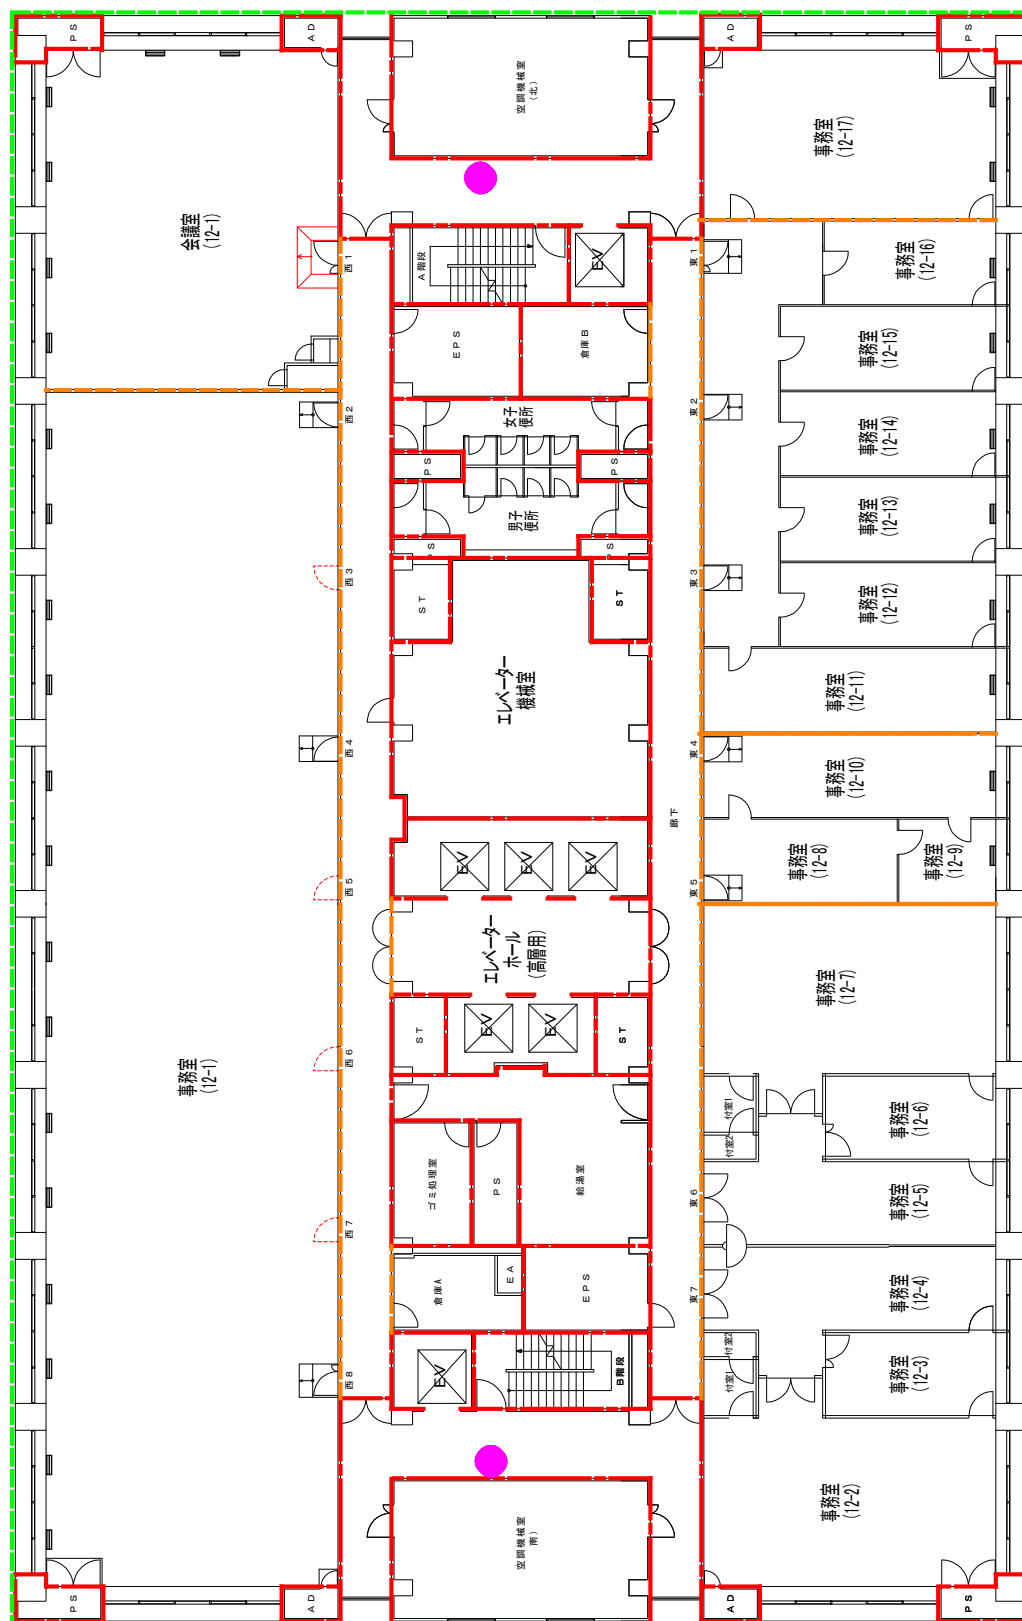 PS
AD
空調機械室
(北)
AD
PS
事務室
(12-17)
会議室
(12-1)
西1
A階段
EV
東1
事務室
(12-16)
EPS
倉庫B
事務室
(12-15)
西2
女子
便所
東2
事務室
(12-14)
PS
PS
男子
便所
事務室
(12-13)
PS
PS
西3
ST
ST
東3
事務室
(12-12)
エレベーター
機械室
事務室
(12-11)
西4
東4
事務室
(12-10)
廊下
EV
EV
EV
西5
東5
事務室
(12-8)
事務室
(12-9)
エレベーター
ホール
(高層用)
事務室
(12-7)
ST
EV
EV
ST
西6
事務室
(12-1)
付室1
付室2
事務室
(12-6)
ゴミ処理室
PS
給湯室
東6
事務室
(12-5)
西7
倉庫A
EA
EPS
東7
事務室
(12-4)
付室2
付室1
事務室
(12-3)
西8
EV
B階段
事務室
(12-2)
空調機械室
南)
PS
AD
AD
PS